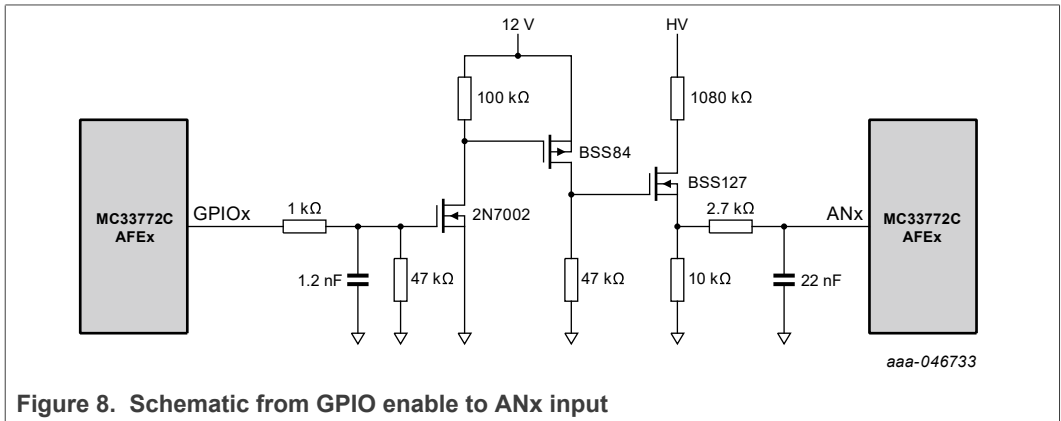 12 V
HV
100 kΩ
1080 kΩ
BSS84
BSS127
MC33772C
AFEx
GPIOx
1 kΩ
2N7002
2.7 kΩ
ANx
MC33772C
AFEx
1.2 nF
47 kΩ
47 kΩ
10 kΩ
22 nF
aaa-046733
Figure 8. Schematic from GPIO enable to ANx input